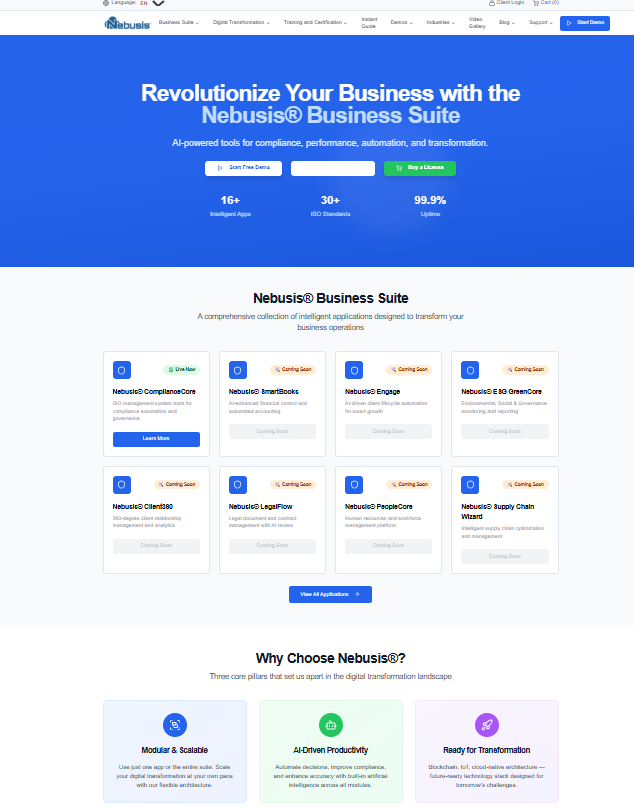 Language: EN
Client Login Cart (0)
Nebusis®
Business Suite Digital Transformation Training and Certification Instant Quote Demos Industries Video Gallery Blog Support Start Demo
Revolutionize Your Business with the
Nebusis® Business Suite
AI-powered tools for compliance, performance, automation, and transformation.
Start Free Demo Buy a License
16+ 30+ 99.9%
Intelligent Apps ISO Standards Uptime
Nebusis® Business Suite
A comprehensive collection of intelligent applications designed to transform your
business operations
Live Now
Nebusis® ComplianceCore
ISO management system tools for
compliance automation and
governance
Learn More
Coming Soon
Nebusis® SmartBooks
AI-enhanced financial control and
automated accounting
Coming Soon
Coming Soon
Nebusis® Engage
AI-driven client lifecycle automation
for smart growth
Coming Soon
Coming Soon
Nebusis® ESG GreenCore
Environmental, Social & Governance
monitoring and reporting
Coming Soon
Coming Soon
Nebusis® Client360
360-degree client relationship
management and analytics
Coming Soon
Coming Soon
Nebusis® LegalFlow
Legal document and contract
management with AI review
Coming Soon
Coming Soon
Nebusis® PeopleCore
Human resources and workforce
management platform
Coming Soon
Coming Soon
Nebusis® Supply Chain
Wizard
Intelligent supply chain optimization
and management
Coming Soon
View All Applications
Why Choose Nebusis®?
Three core pillars that set us apart in the digital transformation landscape
Modular & Scalable
Use just one app or the entire suite. Scale
your digital transformation at your own pace
with our flexible architecture.
AI-Driven Productivity
Automate decisions, improve compliance,
and enhance accuracy with built-in artificial
intelligence across all modules.
Ready for Transformation
Blockchain, IoT, cloud-native architecture —
future-ready technology stack designed for
tomorrow's challenges.